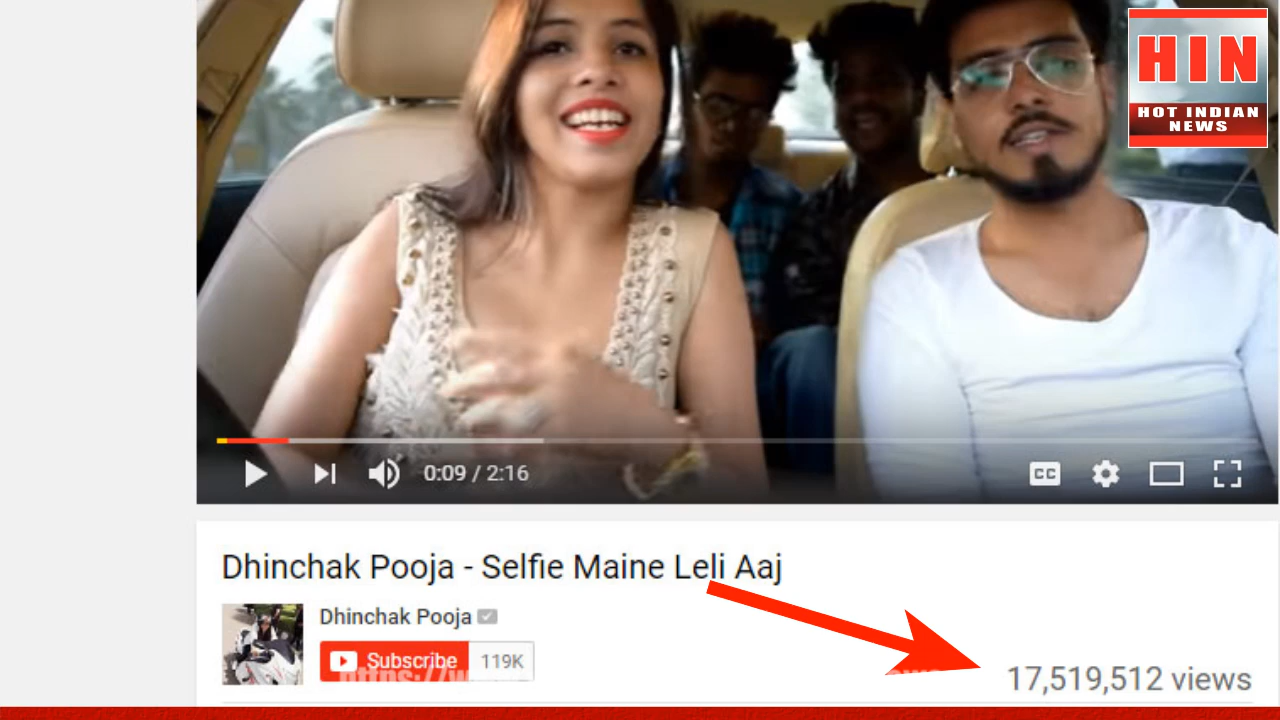 HIN
HOT INDIAN
NEWS
0:09 / 2:16
CC
Dhinchak Pooja - Selfie Maine Leli Aaj
Dhinchak Pooja
Subscribe 119K
17,519,512 views